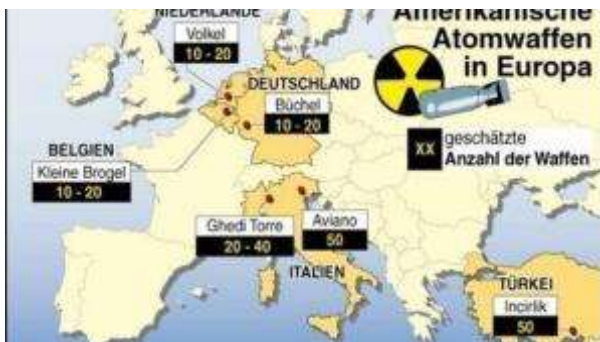 Amerikanische
Atomwaffen
in Europa
XX geschätzte
Anzahl der Waffen
NIEDERLANDE
Volkel
10 - 20
DEUTSCHLAND
Büchel
10 - 20
BELGIEN
Kleine Brogel
10 - 20
Ghedi Torre
20 - 40
Aviano
50
ITALIEN
TÜRKEI
Incirlik
50